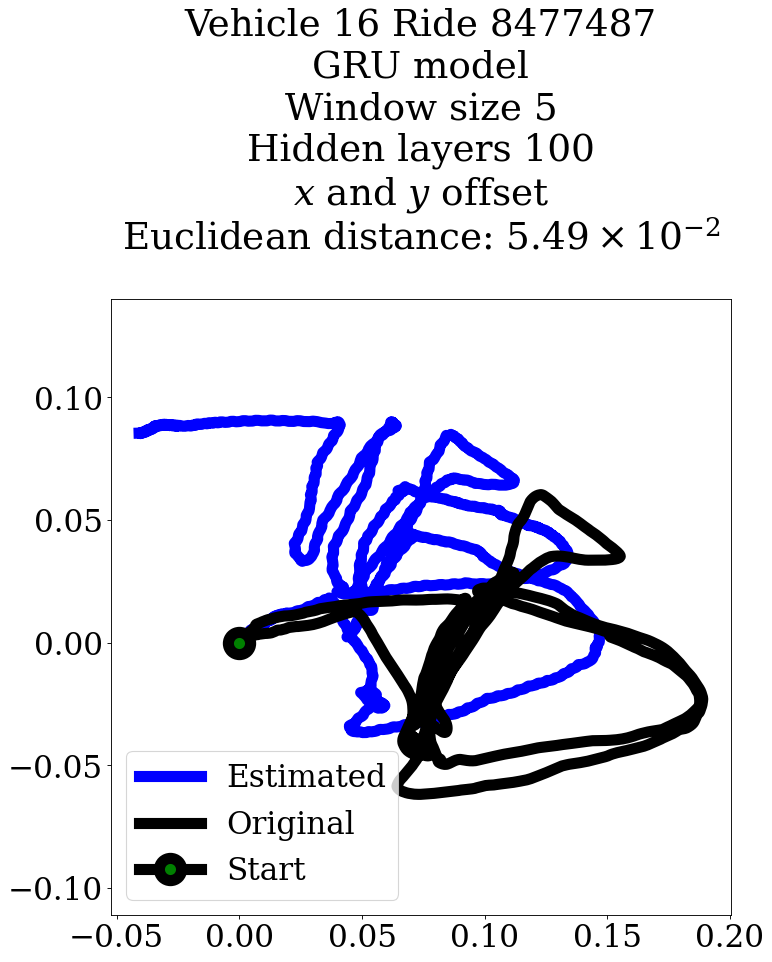 Vehicle 16 Ride 8477487
GRU model
Window size 5
Hidden layers 100
x and y offset
Euclidean distance: 5.49 × 10⁻²
0.10
0.05
0.00
−0.05
−0.10
Estimated
Original
Start
−0.05 0.00 0.05 0.10 0.15 0.20